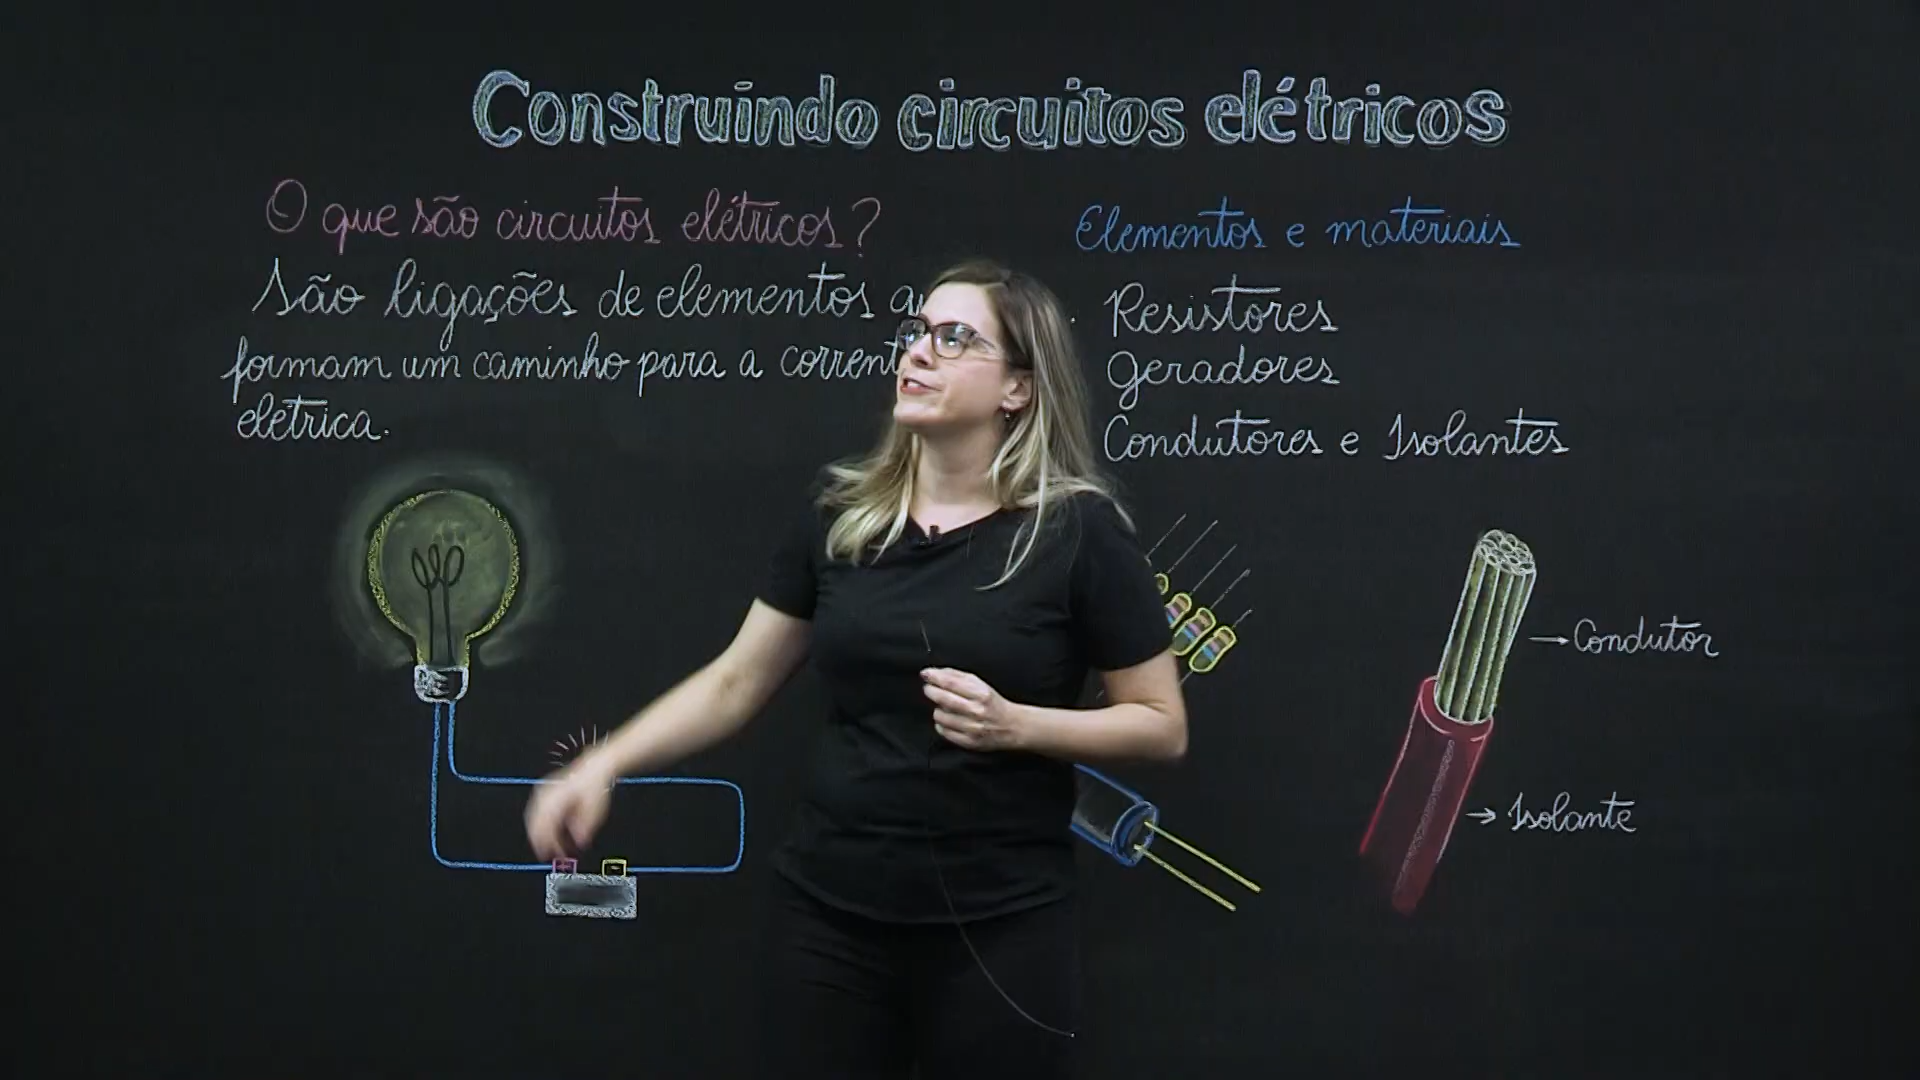 Construindo circuitos elétricos
O que são circuitos elétricos?
São ligações de elementos
formam um caminho para a corrent
elétrica.
+
-
Elementos e materiais
Resistores
Geradores
Condutores e Isolantes
→ Condutor
→ Isolante